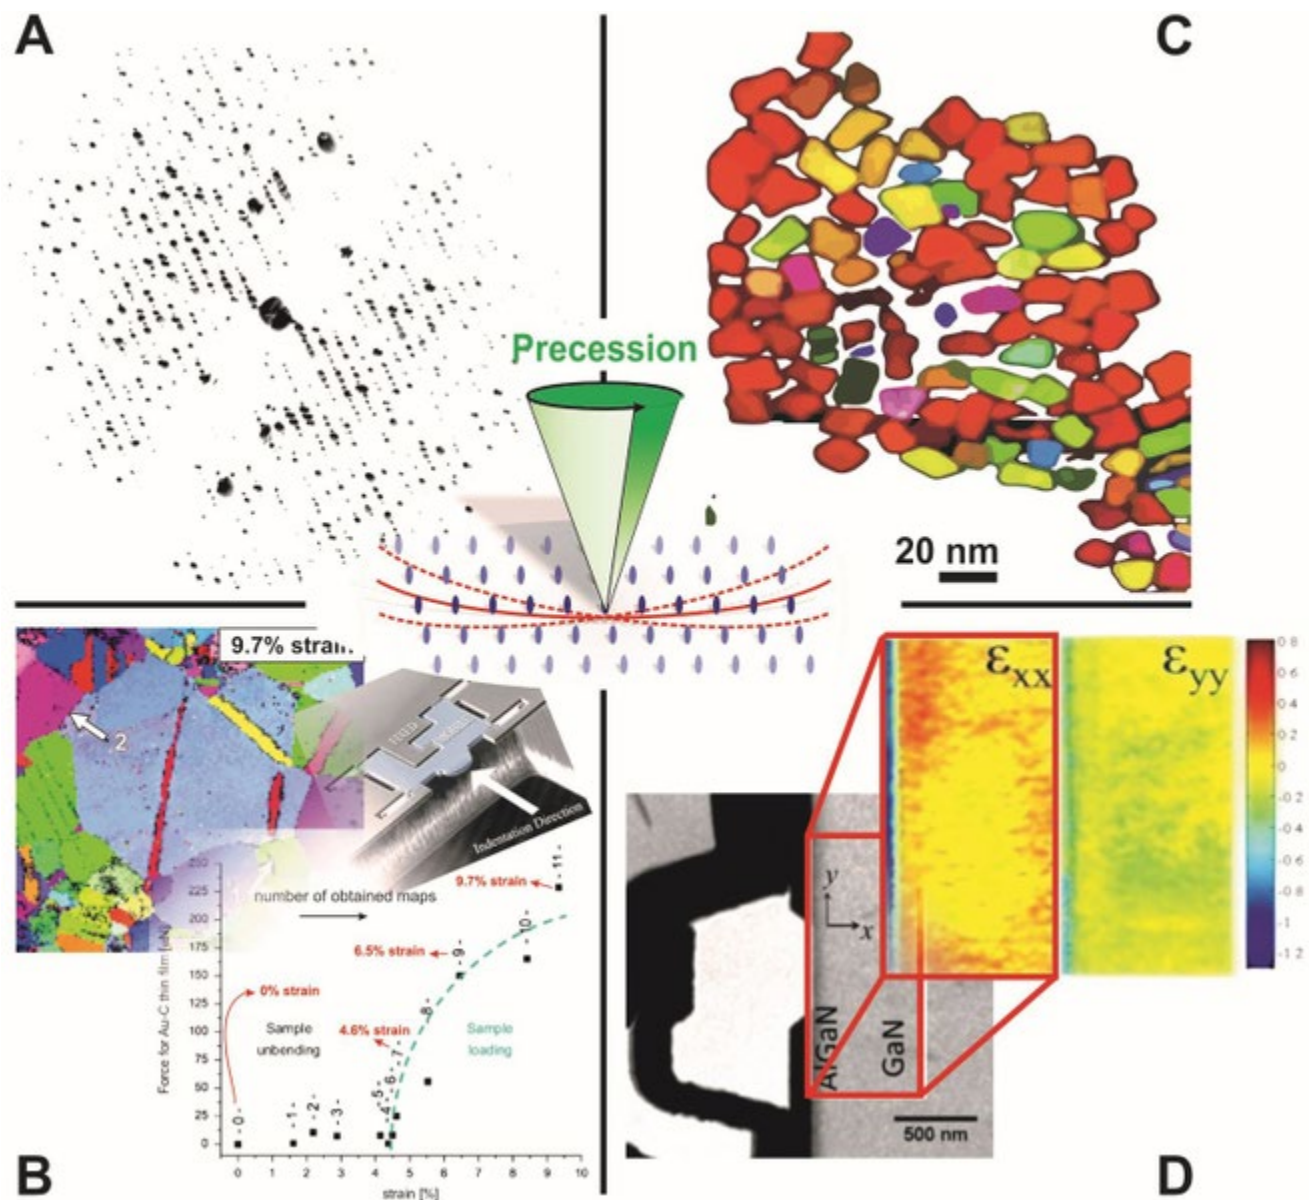 A
C
Precession
20 nm
9.7% strain
2
FIXED
MOBILE
Indentation Direction
εxx
εyy
0 8
0 6
0 4
0 2
0
-0 2
-0 4
-0 6
-0 8
-1
-1 2
250
225
200
175
150
125
100
75
50
25
0
Force for Au-C thin film [µN]
number of obtained maps
9.7% strain
6.5% strain
4.6% strain
0% strain
Sample
unbending
Sample
loading
-0-
-1-
-2-
-3-
-4-
-5-
-6-
-7-
-8-
-9-
-10-
-11-
0 1 2 3 4 5 6 7 8 9 10
strain [%]
y
x
AlGaN
GaN
500 nm
B
D